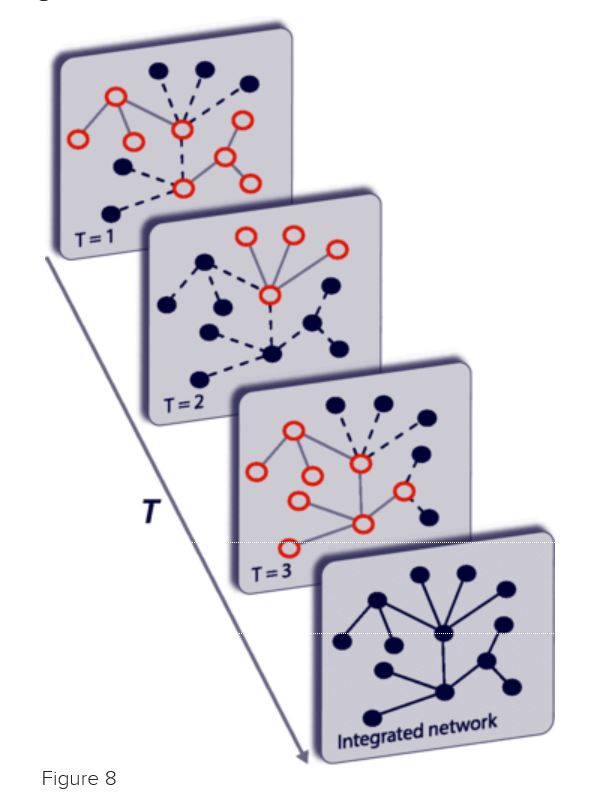 T = 1
T = 2
T
T = 3
Integrated network
Figure 8